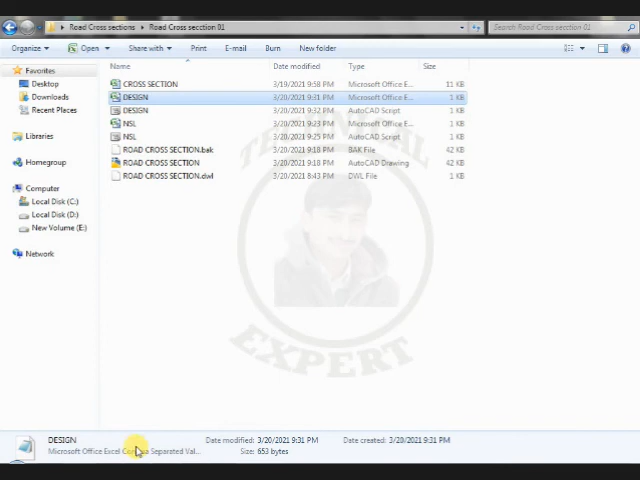 Road Cross sections ▸ Road Cross secction 01
Search Road Cross secction 01
Organize Open Share with Print E-mail Burn New folder
Name Date modified Type Size
Favorites
Desktop
Downloads
Recent Places
Libraries
Homegroup
Computer
Local Disk (C:)
Local Disk (D:)
New Volume (E:)
Network
CROSS SECTION 3/19/2021 9:58 PM Microsoft Office E... 11 KB
DESIGN 3/20/2021 9:31 PM Microsoft Office E... 1 KB
DESIGN 3/20/2021 9:32 PM AutoCAD Script 1 KB
NSL 3/20/2021 9:23 PM Microsoft Office E... 1 KB
NSL 3/20/2021 9:25 PM AutoCAD Script 1 KB
ROAD CROSS SECTION.bak 3/20/2021 9:18 PM BAK File 42 KB
ROAD CROSS SECTION 3/20/2021 9:18 PM AutoCAD Drawing 42 KB
ROAD CROSS SECTION.dwl 3/20/2021 8:43 PM DWL File 1 KB
TECHNICAL
EXPERT
DESIGN Date modified: 3/20/2021 9:31 PM Date created: 3/20/2021 9:31 PM
Microsoft Office Excel Comma Separated Val... Size: 653 bytes